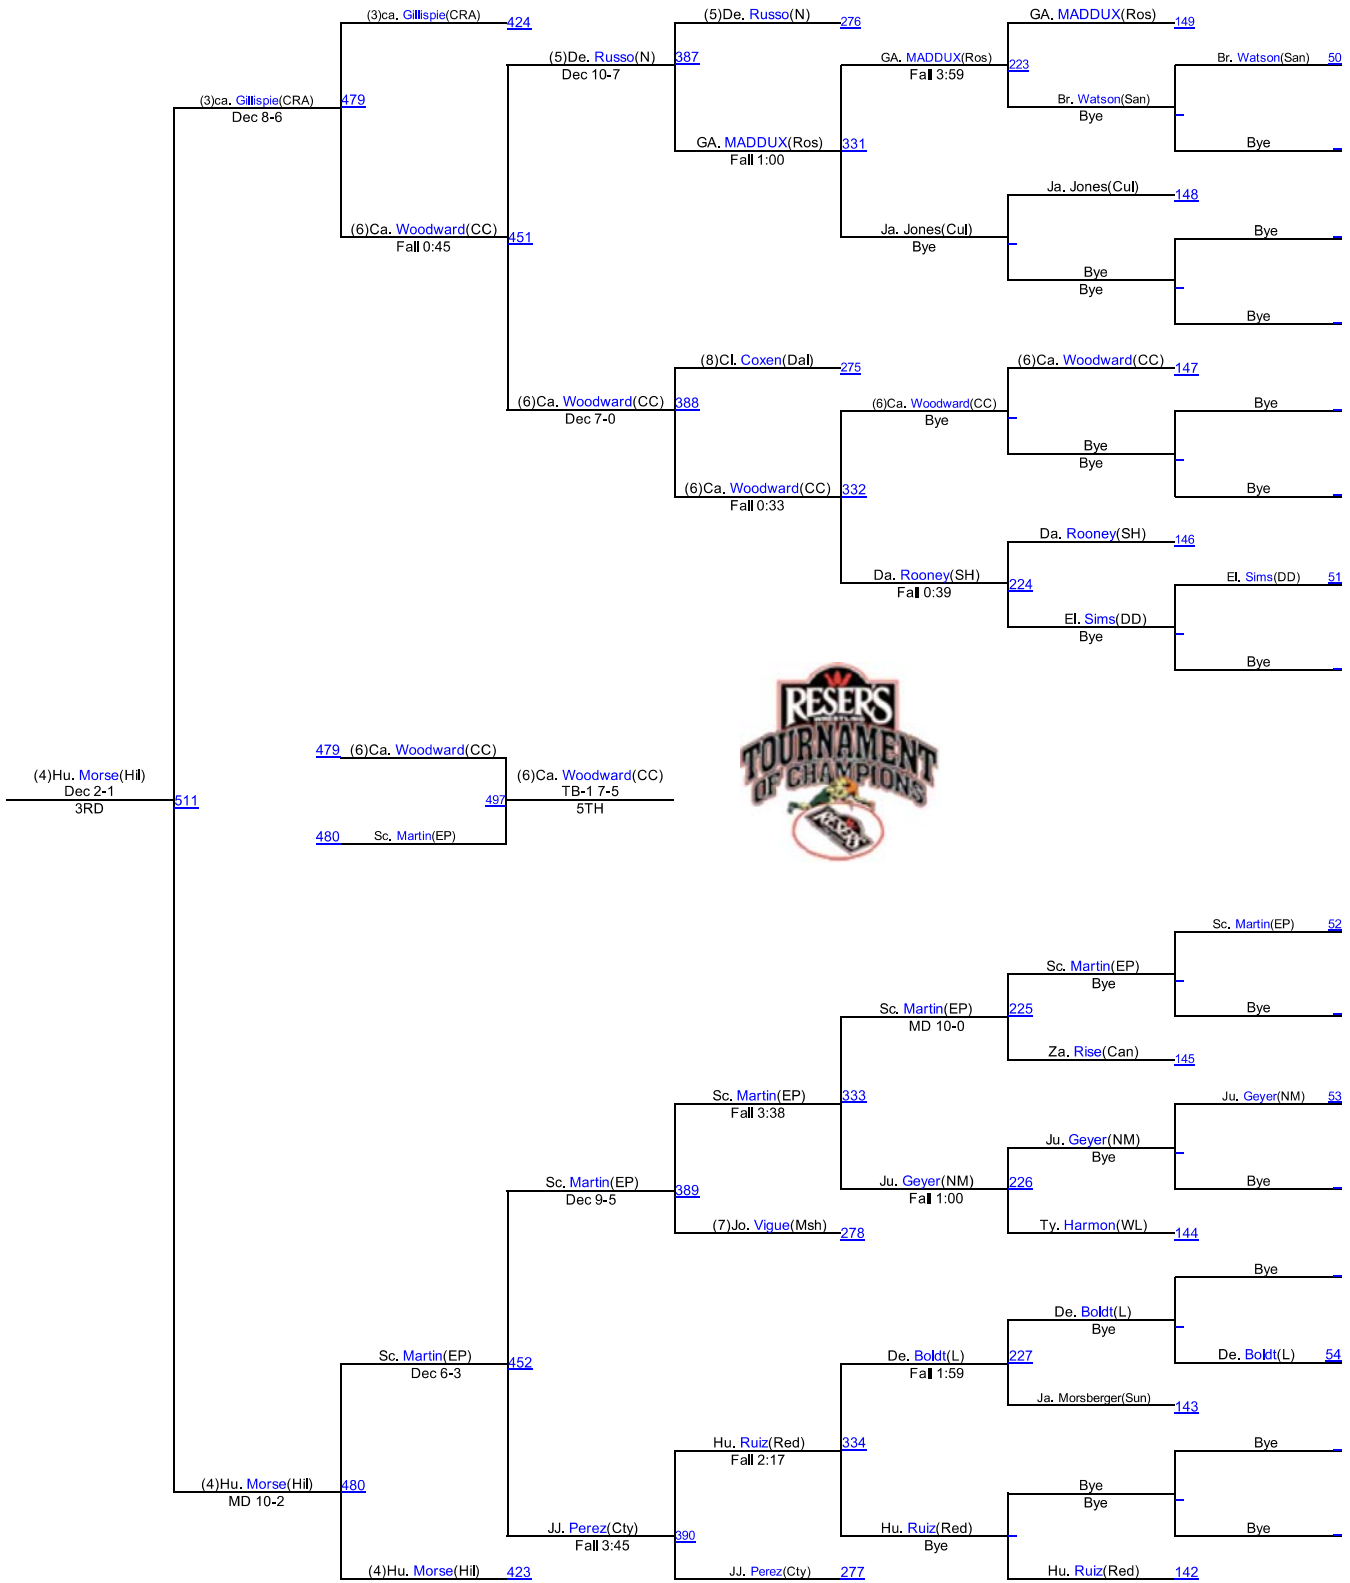 (3)ca. Gillispie(CRA) 424
(5)De. Russo(N) 276
GA. MADDUX(Ros) 149
(5)De. Russo(N) 387
Dec 10-7
GA. MADDUX(Ros) 223
Fall 3:59
Br. Watson(San) 50
(3)ca. Gillispie(CRA) 479
Dec 8-6
Br. Watson(San)
Bye
GA. MADDUX(Ros) 331
Fall 1:00
Bye
Ja. Jones(Cul) 148
(6)Ca. Woodward(CC) 451
Fall 0:45
Ja. Jones(Cul)
Bye
Bye
Bye
Bye
Bye
(8)Cl. Coxen(Dal) 275
(6)Ca. Woodward(CC) 147
(6)Ca. Woodward(CC) 388
Dec 7-0
(6)Ca. Woodward(CC)
Bye
Bye
Bye
Bye
(6)Ca. Woodward(CC) 332
Fall 0:33
Bye
Da. Rooney(SH) 146
Da. Rooney(SH) 224
Fall 0:39
El. Sims(DD) 51
El. Sims(DD)
Bye
Bye
RESER'S
WRESTLING
TOURNAMENT
OF CHAMPIONS
RESER'S
479 (6)Ca. Woodward(CC)
(4)Hu. Morse(Hil)
Dec 2-1
3RD
511
(6)Ca. Woodward(CC)
497
TB-1 7-5
5TH
480 Sc. Martin(EP)
Sc. Martin(EP) 52
Sc. Martin(EP)
Bye
Sc. Martin(EP) 225
MD 10-0
Bye
Za. Rise(Can) 145
Sc. Martin(EP) 333
Fall 3:38
Ju. Geyer(NM) 53
Ju. Geyer(NM)
Bye
Sc. Martin(EP) 389
Dec 9-5
Ju. Geyer(NM) 226
Fall 1:00
Bye
(7)Jo. Vigue(Msh) 278
Ty. Harmon(WL) 144
Bye
De. Boldt(L)
Bye
Sc. Martin(EP) 452
Dec 6-3
De. Boldt(L) 227
Fall 1:59
De. Boldt(L) 54
Ja. Morsberger(Sun) 143
Hu. Ruiz(Red) 334
Fall 2:17
Bye
(4)Hu. Morse(Hil) 480
MD 10-2
Bye
Bye
JJ. Perez(Cty) 390
Fall 3:45
Hu. Ruiz(Red)
Bye
Bye
(4)Hu. Morse(Hil) 423
JJ. Perez(Cty) 277
Hu. Ruiz(Red) 142